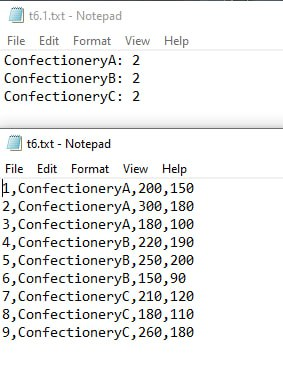 t6.1.txt - Notepad
File Edit Format View Help
ConfectioneryA: 2
ConfectioneryB: 2
ConfectioneryC: 2
t6.txt - Notepad
File Edit Format View Help
1,ConfectioneryA,200,150
2,ConfectioneryA,300,180
3,ConfectioneryA,180,100
4,ConfectioneryB,220,190
5,ConfectioneryB,250,200
6,ConfectioneryB,150,90
7,ConfectioneryC,210,120
8,ConfectioneryC,180,110
9,ConfectioneryC,260,180